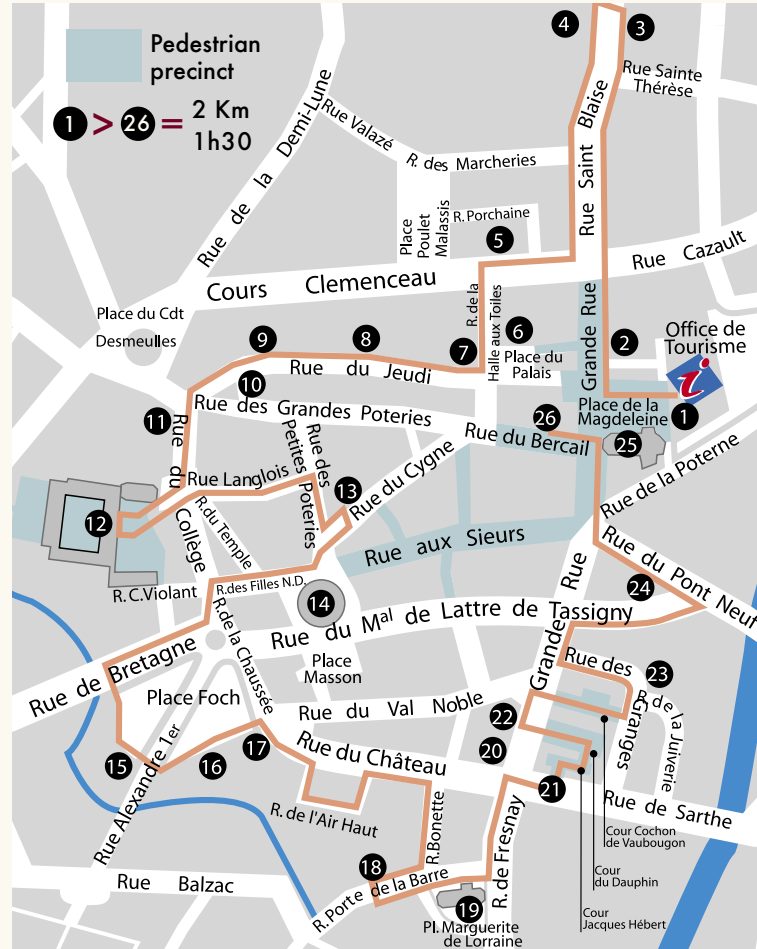 Pedestrian
precinct
1 > 26 = 2 Km
1h30
4
3
Rue Sainte
Thérèse
Rue de la Demi-Lune
Rue Valazé
R. des Marcheries
Rue Saint Blaise
Place
Poulet
Malassis
R. Porchaine
5
Rue Cazault
Cours Clemenceau
Place du Cdt
Desmeulles
R. de la
Halle aux Toiles
6
Grande Rue
2
Office de
Tourisme
i
9
8
7
Place du
Palais
Rue du Jeudi
10
1
Place de la
Magdeleine
11
Rue des Grandes Poteries
26
25
Rue du Bercail
Rue du
Collège
Rue des
Petites Poteries
Rue Langlois
13
Rue du Cygne
Rue de la Poterne
12
R. du Temple
Rue aux Sieurs
Rue du Pont Neuf
R. C.Violant
R.des Filles N.D.
14
24
Rue du Mal de Lattre de Tassigny
Grande Rue
Rue de Bretagne
R. de la Chaussée
Place
Masson
Rue des
Granges
23
R. de la Juiverie
Place Foch
Rue du Val Noble
22
15
16
17
Rue du Château
20
21
Rue Alexandre 1er
R. de l'Air Haut
R.Bonette
R. de Fresnay
Rue de Sarthe
Cour Cochon
de Vaubougon
18
Cour
du Dauphin
Rue Balzac
R. Porte de la Barre
19
Cour
Jacques Hébert
Pl. Marguerite
de Lorraine